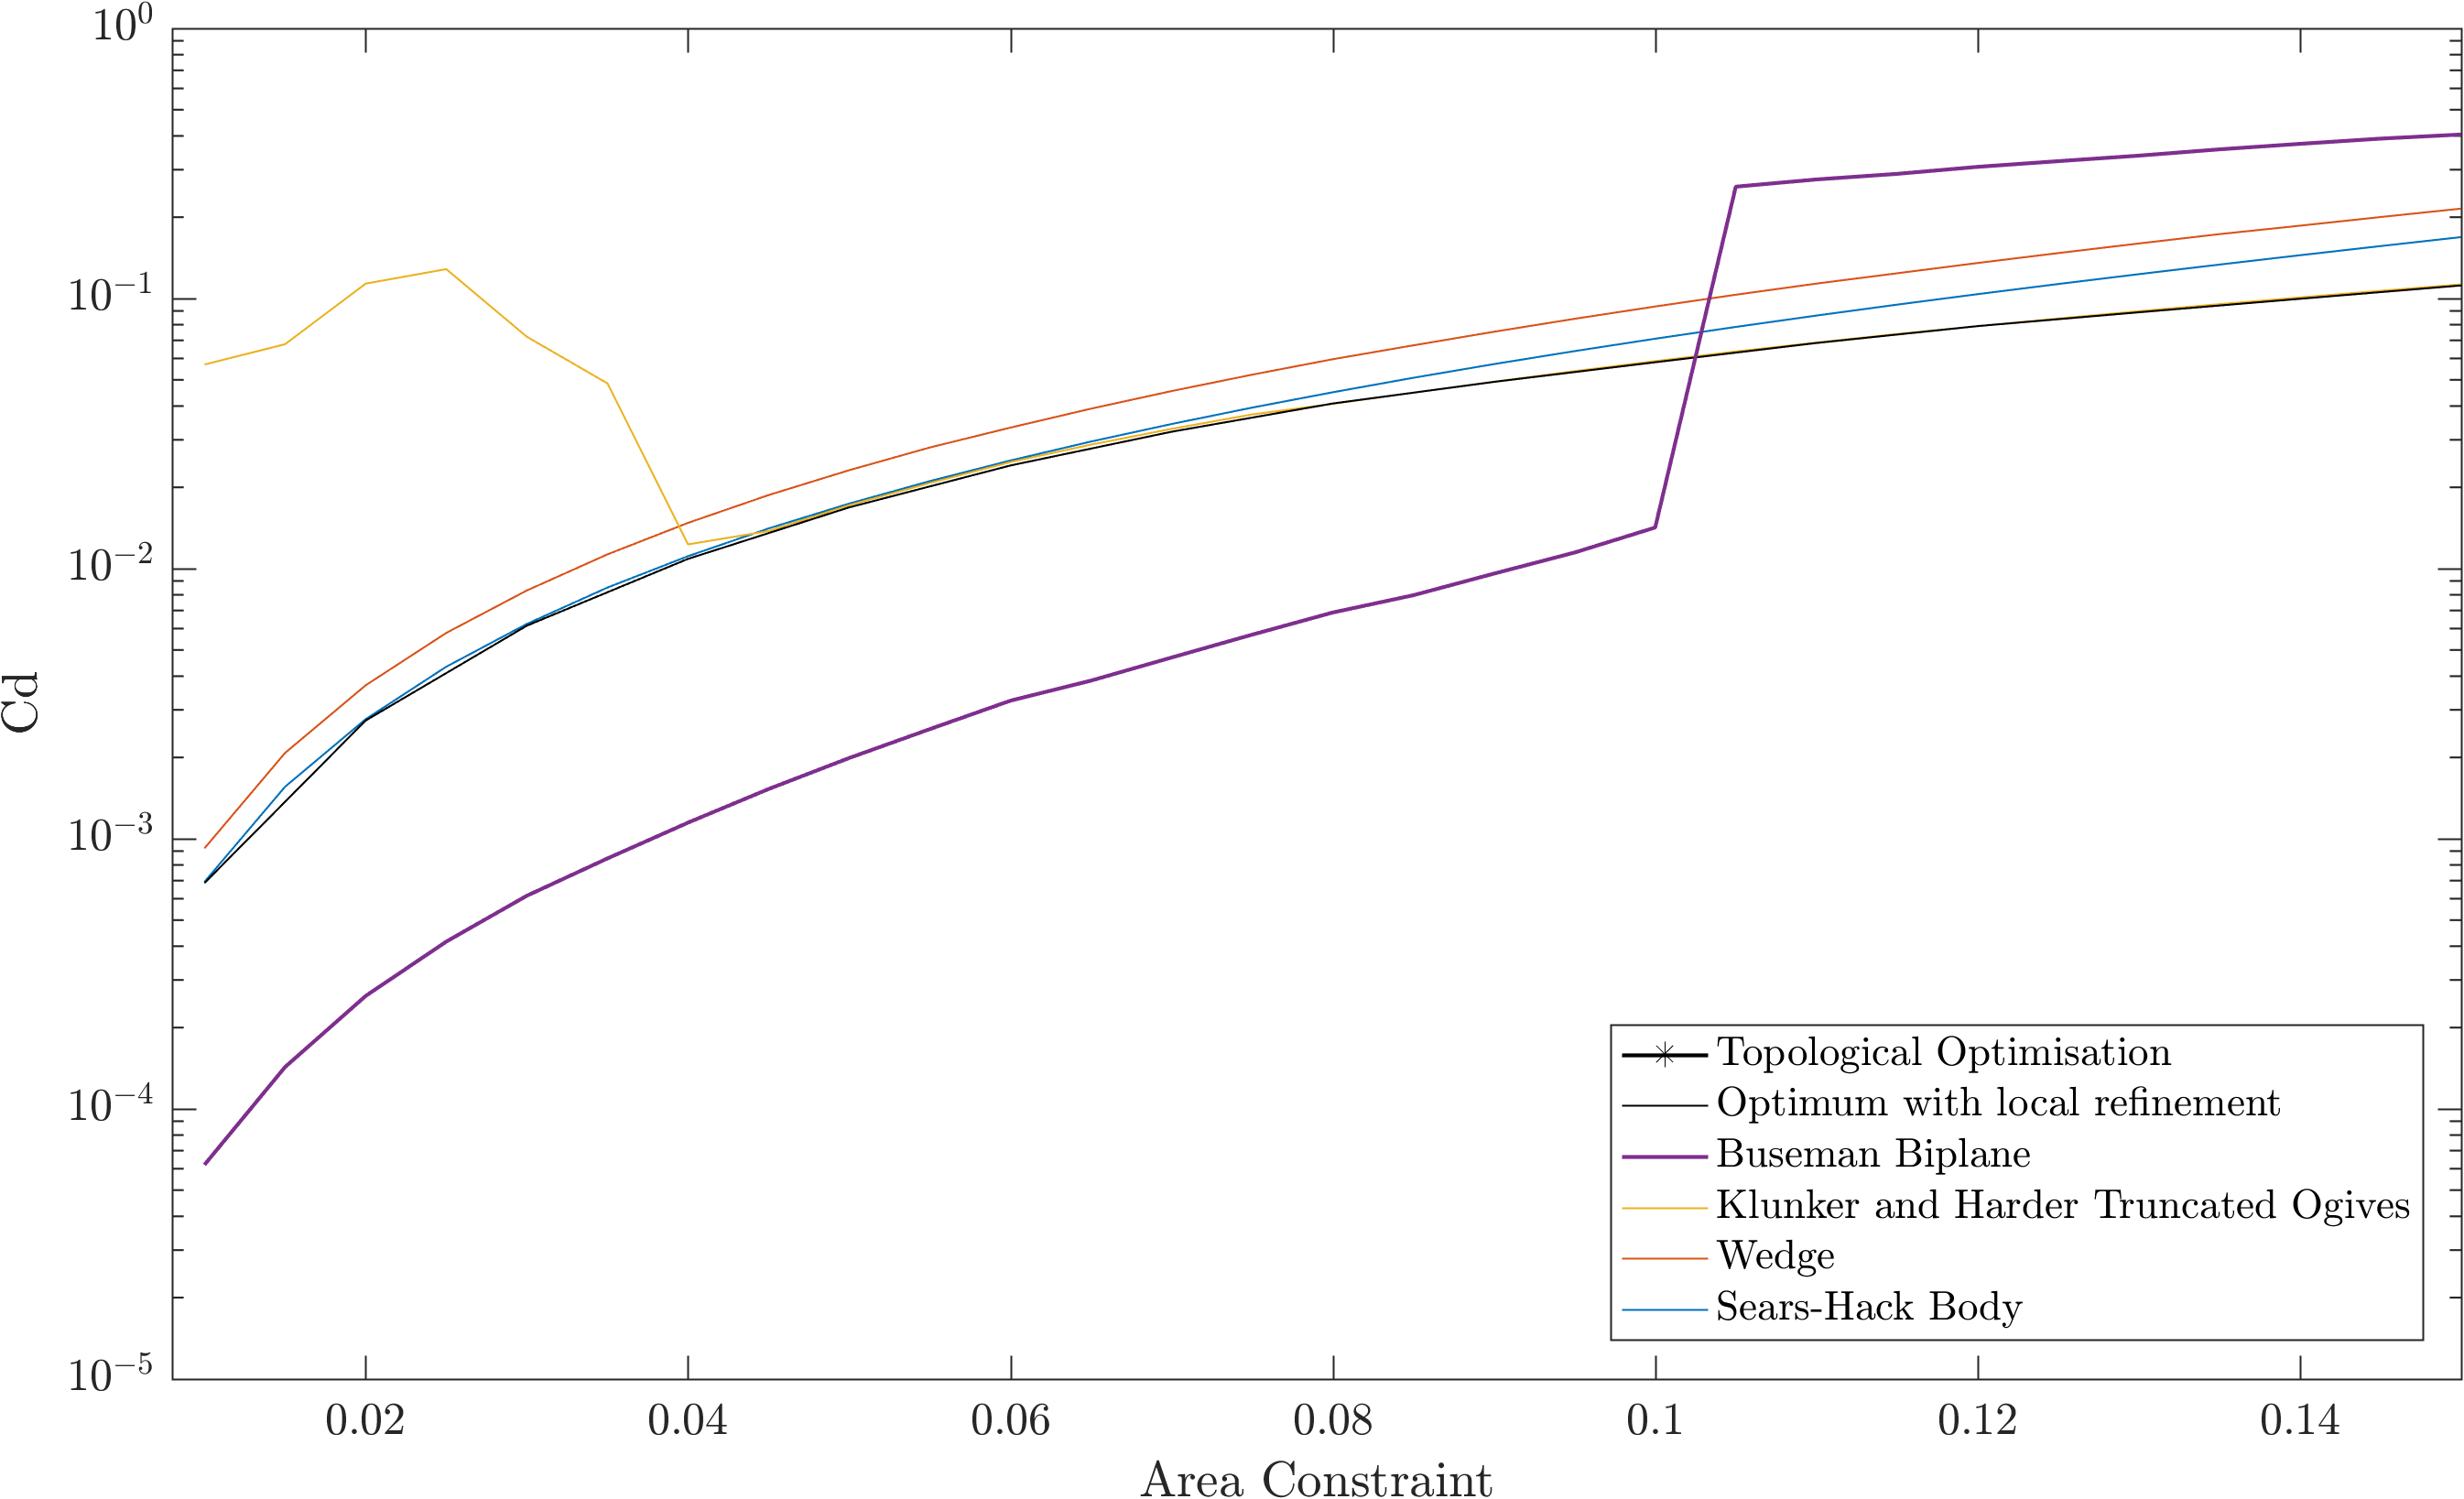 10^0
10^−1
10^−2
10^−3
10^−4
10^−5
Cd
0.02 0.04 0.06 0.08 0.1 0.12 0.14
Area Constraint
Topological Optimisation
Optimum with local refinement
Buseman Biplane
Klunker and Harder Truncated Ogives
Wedge
Sears-Hack Body